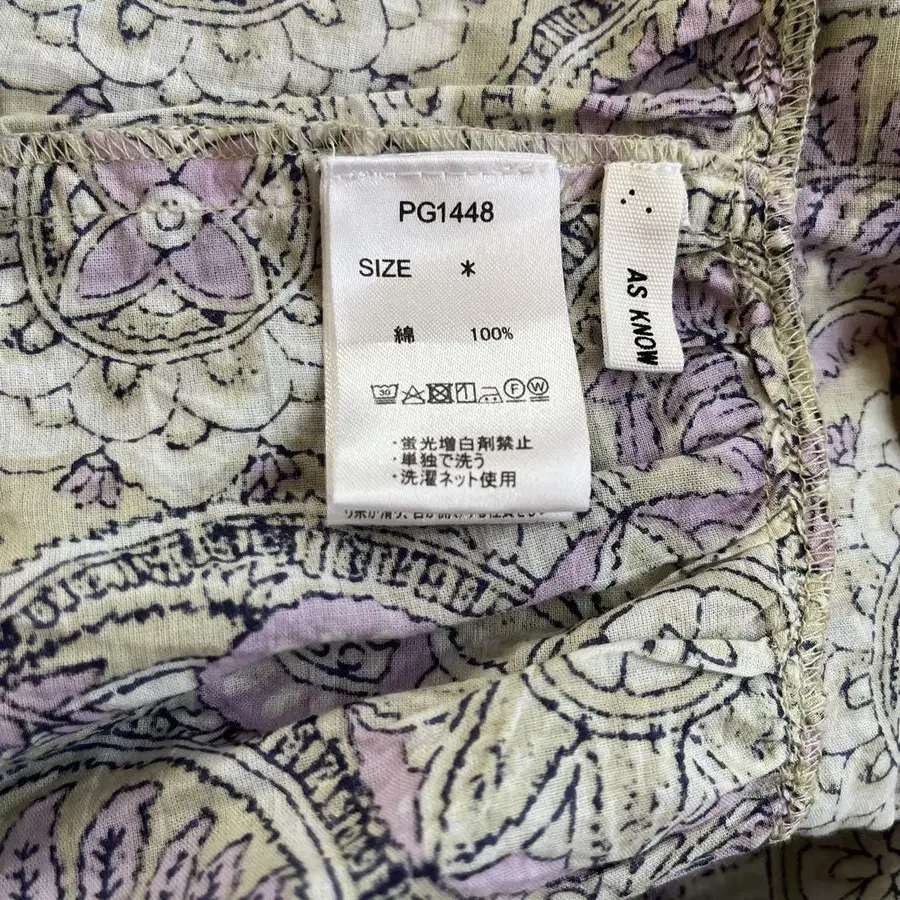 PG1448
SIZE *
綿 100%
30 F W
・蛍光増白剤禁止
・単独で洗う
・洗濯ネット使用
AS KNOW